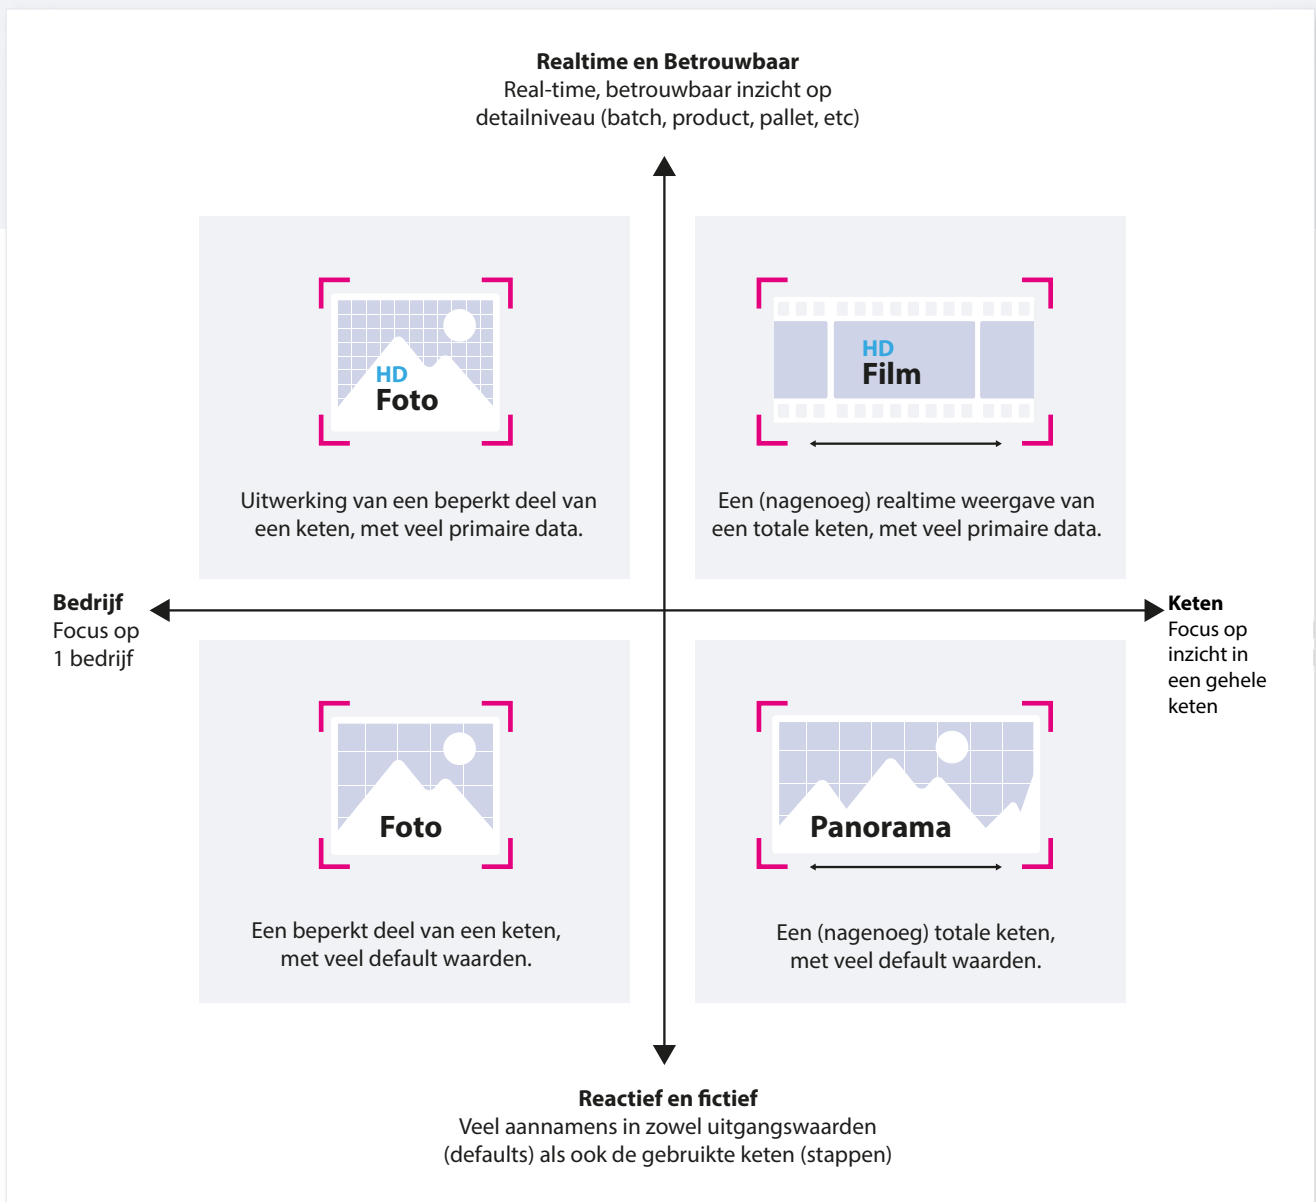 Realtime en Betrouwbaar
Real-time, betrouwbaar inzicht op
detailniveau (batch, product, pallet, etc)
HD
Foto
Uitwerking van een beperkt deel van
een keten, met veel primaire data.
HD
Film
Een (nagenoeg) realtime weergave van
een totale keten, met veel primaire data.
Bedrijf
Focus op
1 bedrijf
Keten
Focus op
inzicht in
een gehele
keten
Foto
Een beperkt deel van een keten,
met veel default waarden.
Panorama
Een (nagenoeg) totale keten,
met veel default waarden.
Reactief en fictief
Veel aannamens in zowel uitgangswaarden
(defaults) als ook de gebruikte keten (stappen)